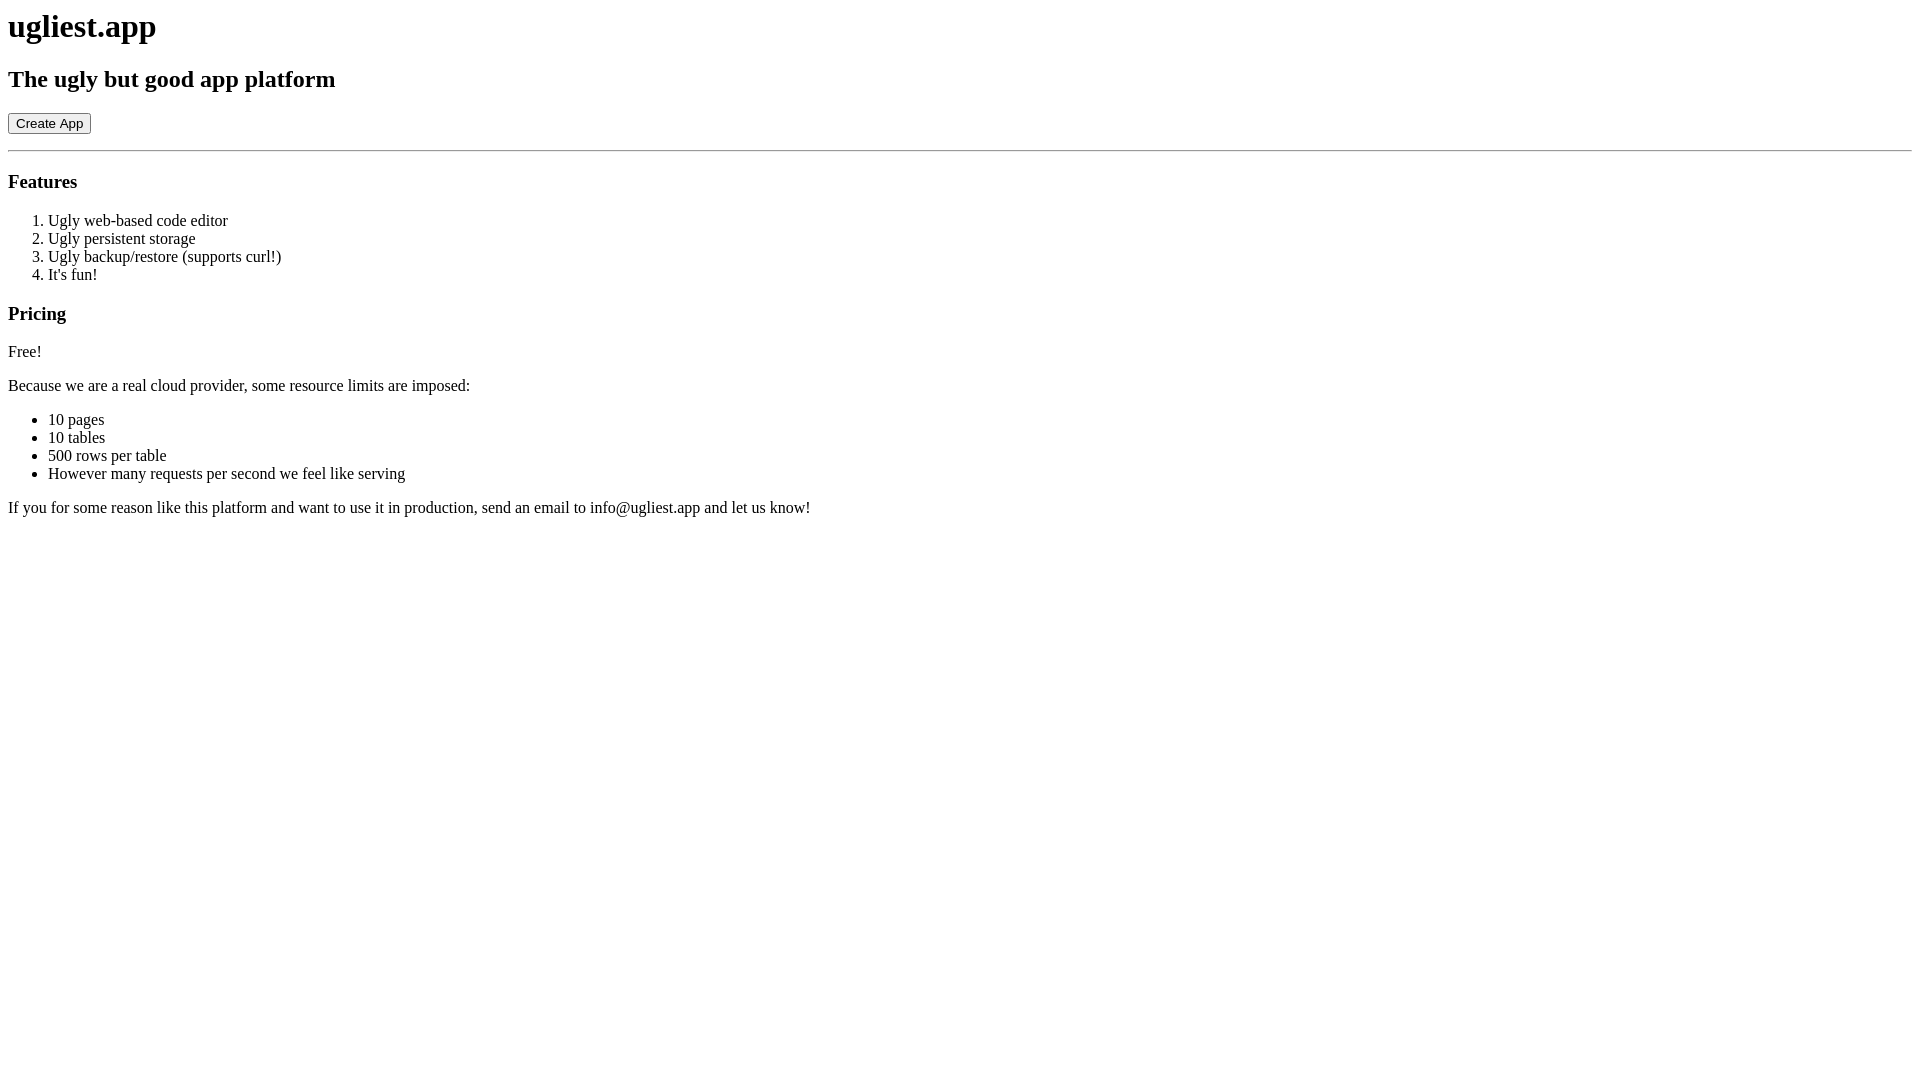 ugliest.app
The ugly but good app platform
Create App
Features
1. Ugly web-based code editor
2. Ugly persistent storage
3. Ugly backup/restore (supports curl!)
4. It's fun!
Pricing
Free!
Because we are a real cloud provider, some resource limits are imposed:
• 10 pages
• 10 tables
• 500 rows per table
• However many requests per second we feel like serving
If you for some reason like this platform and want to use it in production, send an email to info@ugliest.app and let us know!